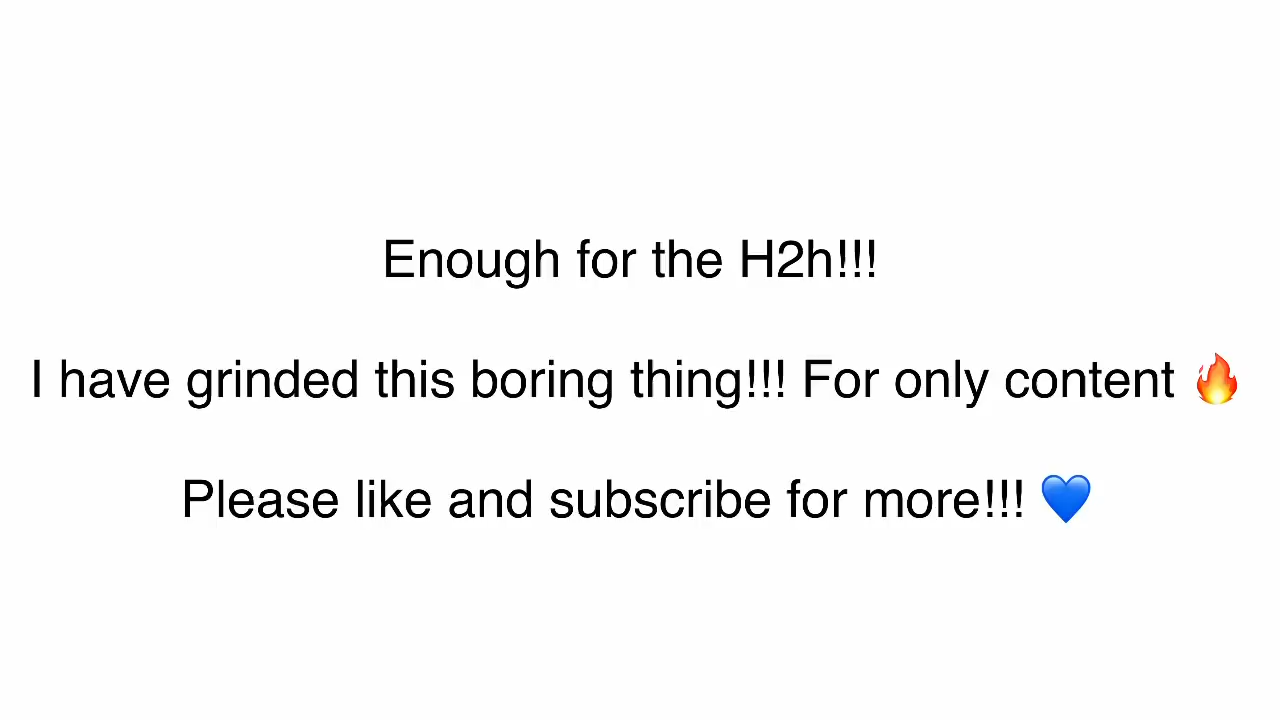 Enough for the H2h!!!
I have grinded this boring thing!!! For only content 🔥
Please like and subscribe for more!!! 💙